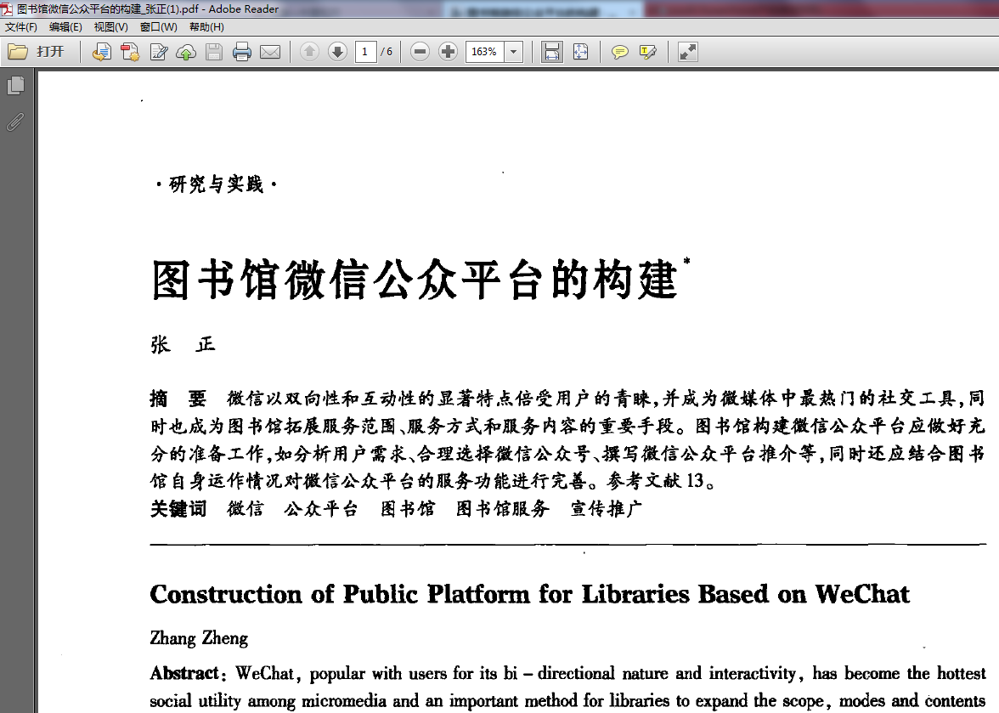 图书馆微信公众平台的构建_张正(1).pdf - Adobe Reader
文件(F) 编辑(E) 视图(V) 窗口(W) 帮助(H)
打开 1 / 6 163%
·研究与实践·
图书馆微信公众平台的构建*
张 正
摘 要 微信以双向性和互动性的显著特点倍受用户的青睐,并成为微媒体中最热门的社交工具,同
时也成为图书馆拓展服务范围、服务方式和服务内容的重要手段。图书馆构建微信公众平台应做好充
分的准备工作,如分析用户需求、合理选择微信公众号、撰写微信公众平台推介等,同时还应结合图书
馆自身运作情况对微信公众平台的服务功能进行完善。参考文献13。
关键词 微信 公众平台 图书馆 图书馆服务 宣传推广
Construction of Public Platform for Libraries Based on WeChat
Zhang Zheng
Abstract: WeChat, popular with users for its bi – directional nature and interactivity, has become the hottest
social utility among micromedia and an important method for libraries to expand the scope, modes and contents